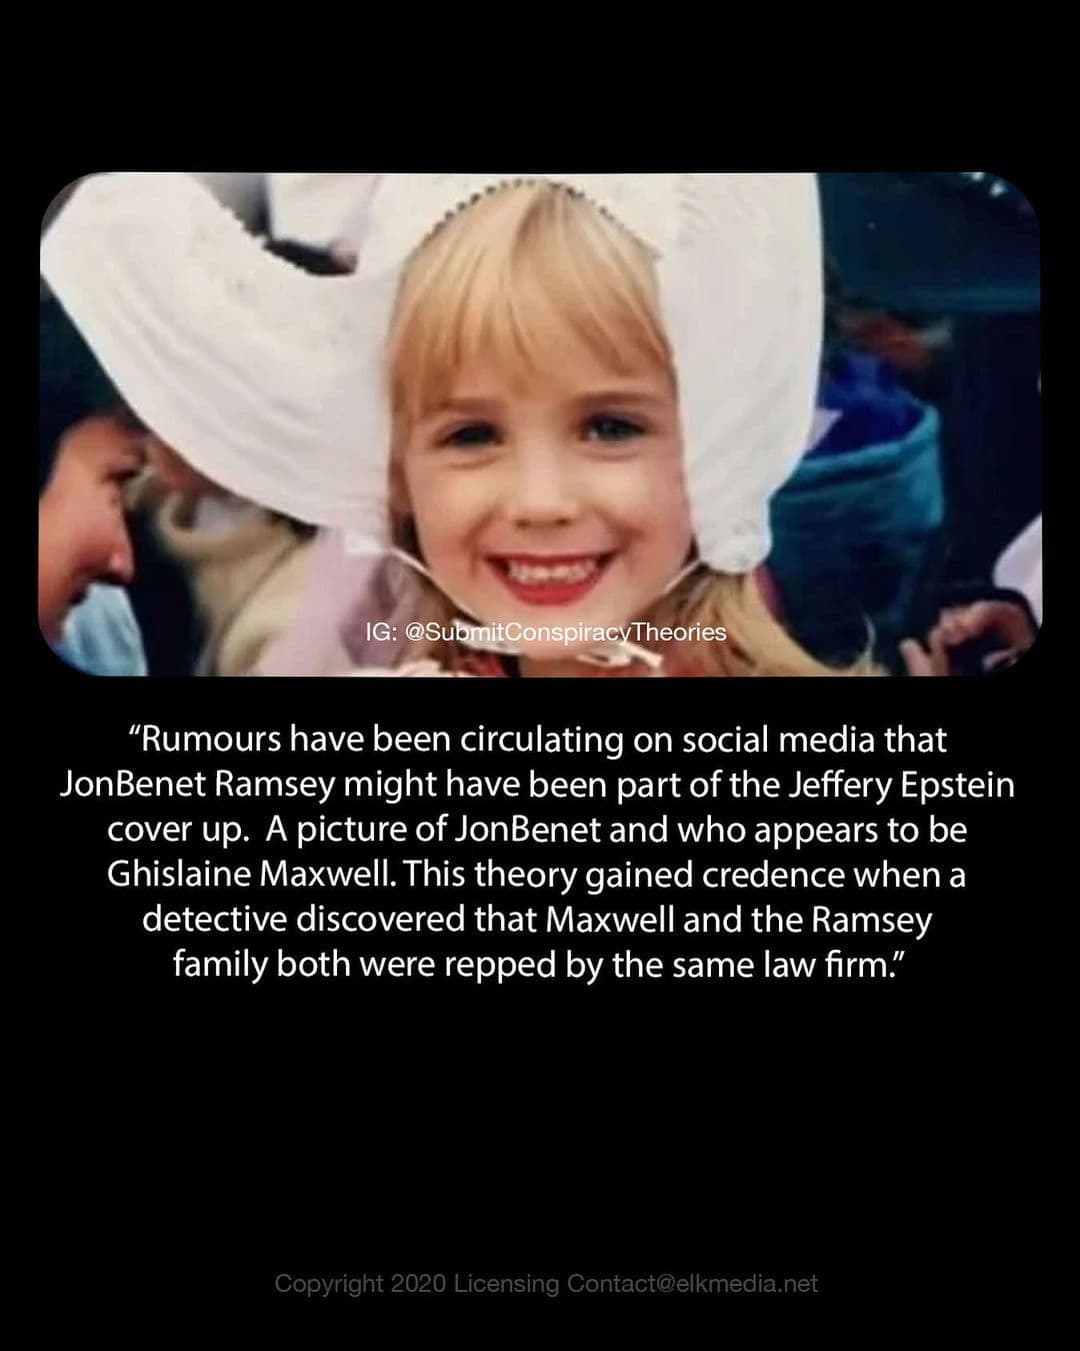 IG: @SubmitConspiracyTheories
“Rumours have been circulating on social media that
JonBenet Ramsey might have been part of the Jeffery Epstein
cover up.  A picture of JonBenet and who appears to be
Ghislaine Maxwell. This theory gained credence when a
detective discovered that Maxwell and the Ramsey
family both were repped by the same law firm.”
Copyright 2020 Licensing Contact@elkmedia.net